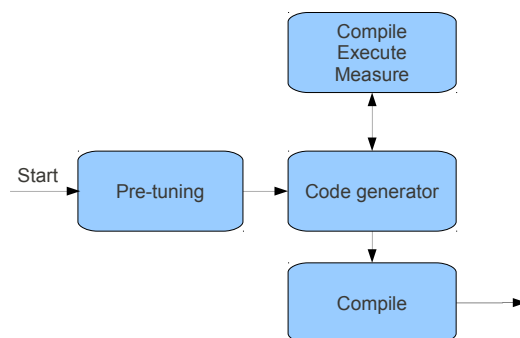 Compile
Execute
Measure
Start
Pre-tuning
Code generator
Compile